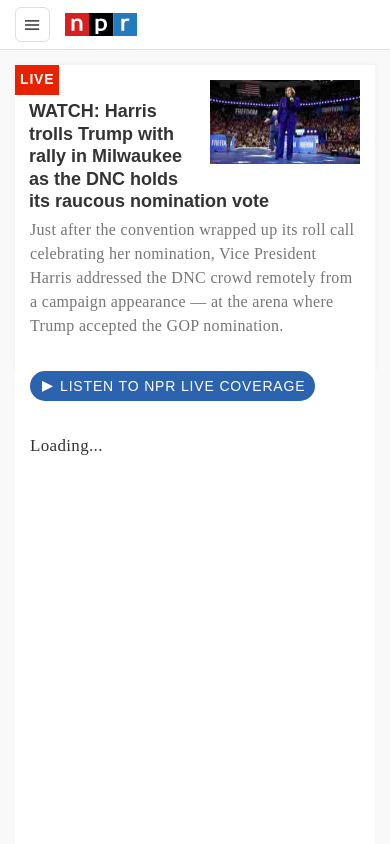 npr
LIVE
WATCH: Harris
trolls Trump with
rally in Milwaukee
as the DNC holds
its raucous nomination vote
Just after the convention wrapped up its roll call
celebrating her nomination, Vice President
Harris addressed the DNC crowd remotely from
a campaign appearance — at the arena where
Trump accepted the GOP nomination.
LISTEN TO NPR LIVE COVERAGE
Loading...